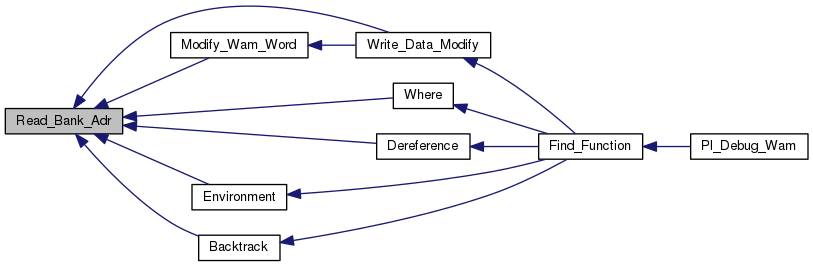 Modify_Wam_Word
Write_Data_Modify
Where
Read_Bank_Adr
Dereference
Find_Function
Pl_Debug_Wam
Environment
Backtrack